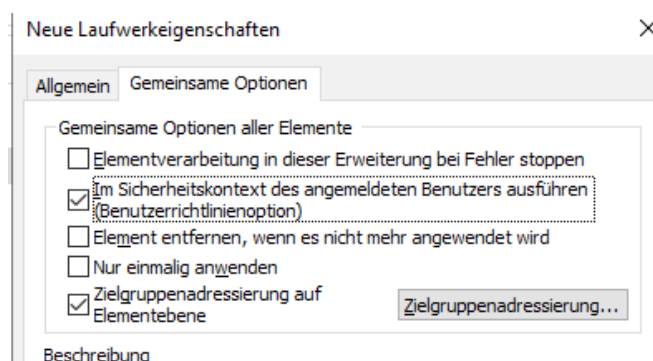 Neue Laufwerkeigenschaften
Allgemein Gemeinsame Optionen
Gemeinsame Optionen aller Elemente
Elementverarbeitung in dieser Erweiterung bei Fehler stoppen
Im Sicherheitskontext des angemeldeten Benutzers ausführen
(Benutzerrichtlinienoption)
Element entfernen, wenn es nicht mehr angewendet wird
Nur einmalig anwenden
Zielgruppenadressierung auf
Elementebene
Zielgruppenadressierung...
Beschreibung